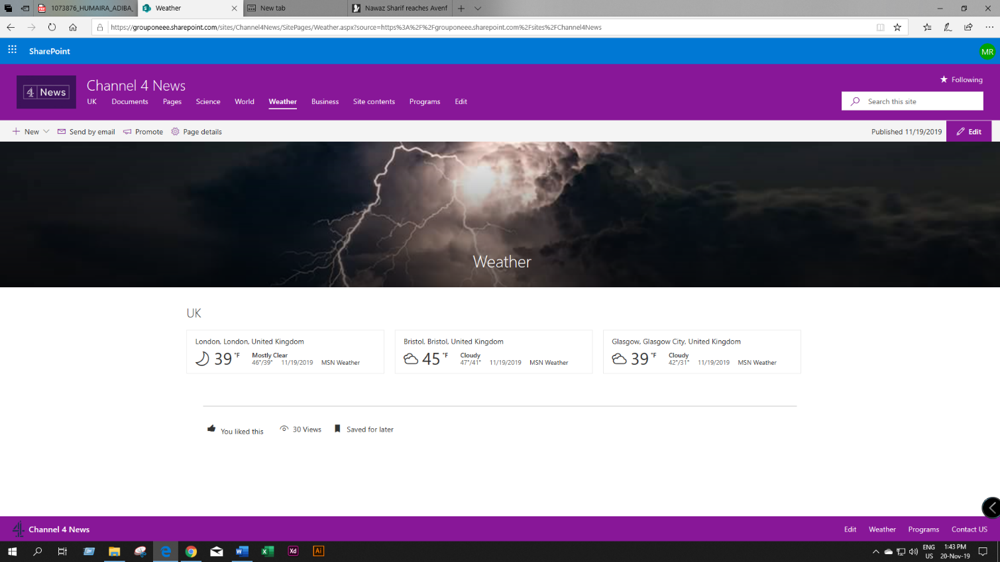 1073876_HUMAIRA_ADIBA_
Weather
New tab
Nawaz Sharif reaches Avenf
https://grouponeee.sharepoint.com/sites/Channel4News/SitePages/Weather.aspx?source=https%3A%2F%2Fgrouponeee.sharepoint.com%2Fsites%2FChannel4News
SharePoint
MR
4 News
Channel 4 News
Following
UK Documents Pages Science World Weather Business Site contents Programs Edit
Search this site
New Send by email Promote Page details
Published 11/19/2019 Edit
Weather
UK
London, London, United Kingdom
39 °F Mostly Clear
46°/39° 11/19/2019 MSN Weather
Bristol, Bristol, United Kingdom
45 °F Cloudy
47°/41° 11/19/2019 MSN Weather
Glasgow, Glasgow City, United Kingdom
39 °F Cloudy
42°/31° 11/19/2019 MSN Weather
You liked this 30 Views Saved for later
4 Channel 4 News
Edit Weather Programs Contact US
Xd Ai
ENG
US
1:43 PM
20-Nov-19